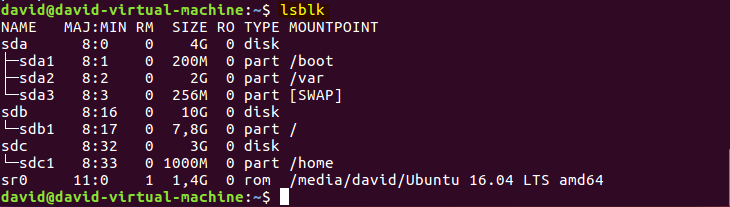 david@david-virtual-machine:~$ lsblk
NAME   MAJ:MIN RM  SIZE RO TYPE MOUNTPOINT
sda      8:0    0    4G  0 disk
├─sda1   8:1    0  200M  0 part /boot
├─sda2   8:2    0    2G  0 part /var
└─sda3   8:3    0  256M  0 part [SWAP]
sdb      8:16   0   10G  0 disk
└─sdb1   8:17   0  7,8G  0 part /
sdc      8:32   0    3G  0 disk
└─sdc1   8:33   0 1000M  0 part /home
sr0     11:0    1  1,4G  0 rom  /media/david/Ubuntu 16.04 LTS amd64
david@david-virtual-machine:~$